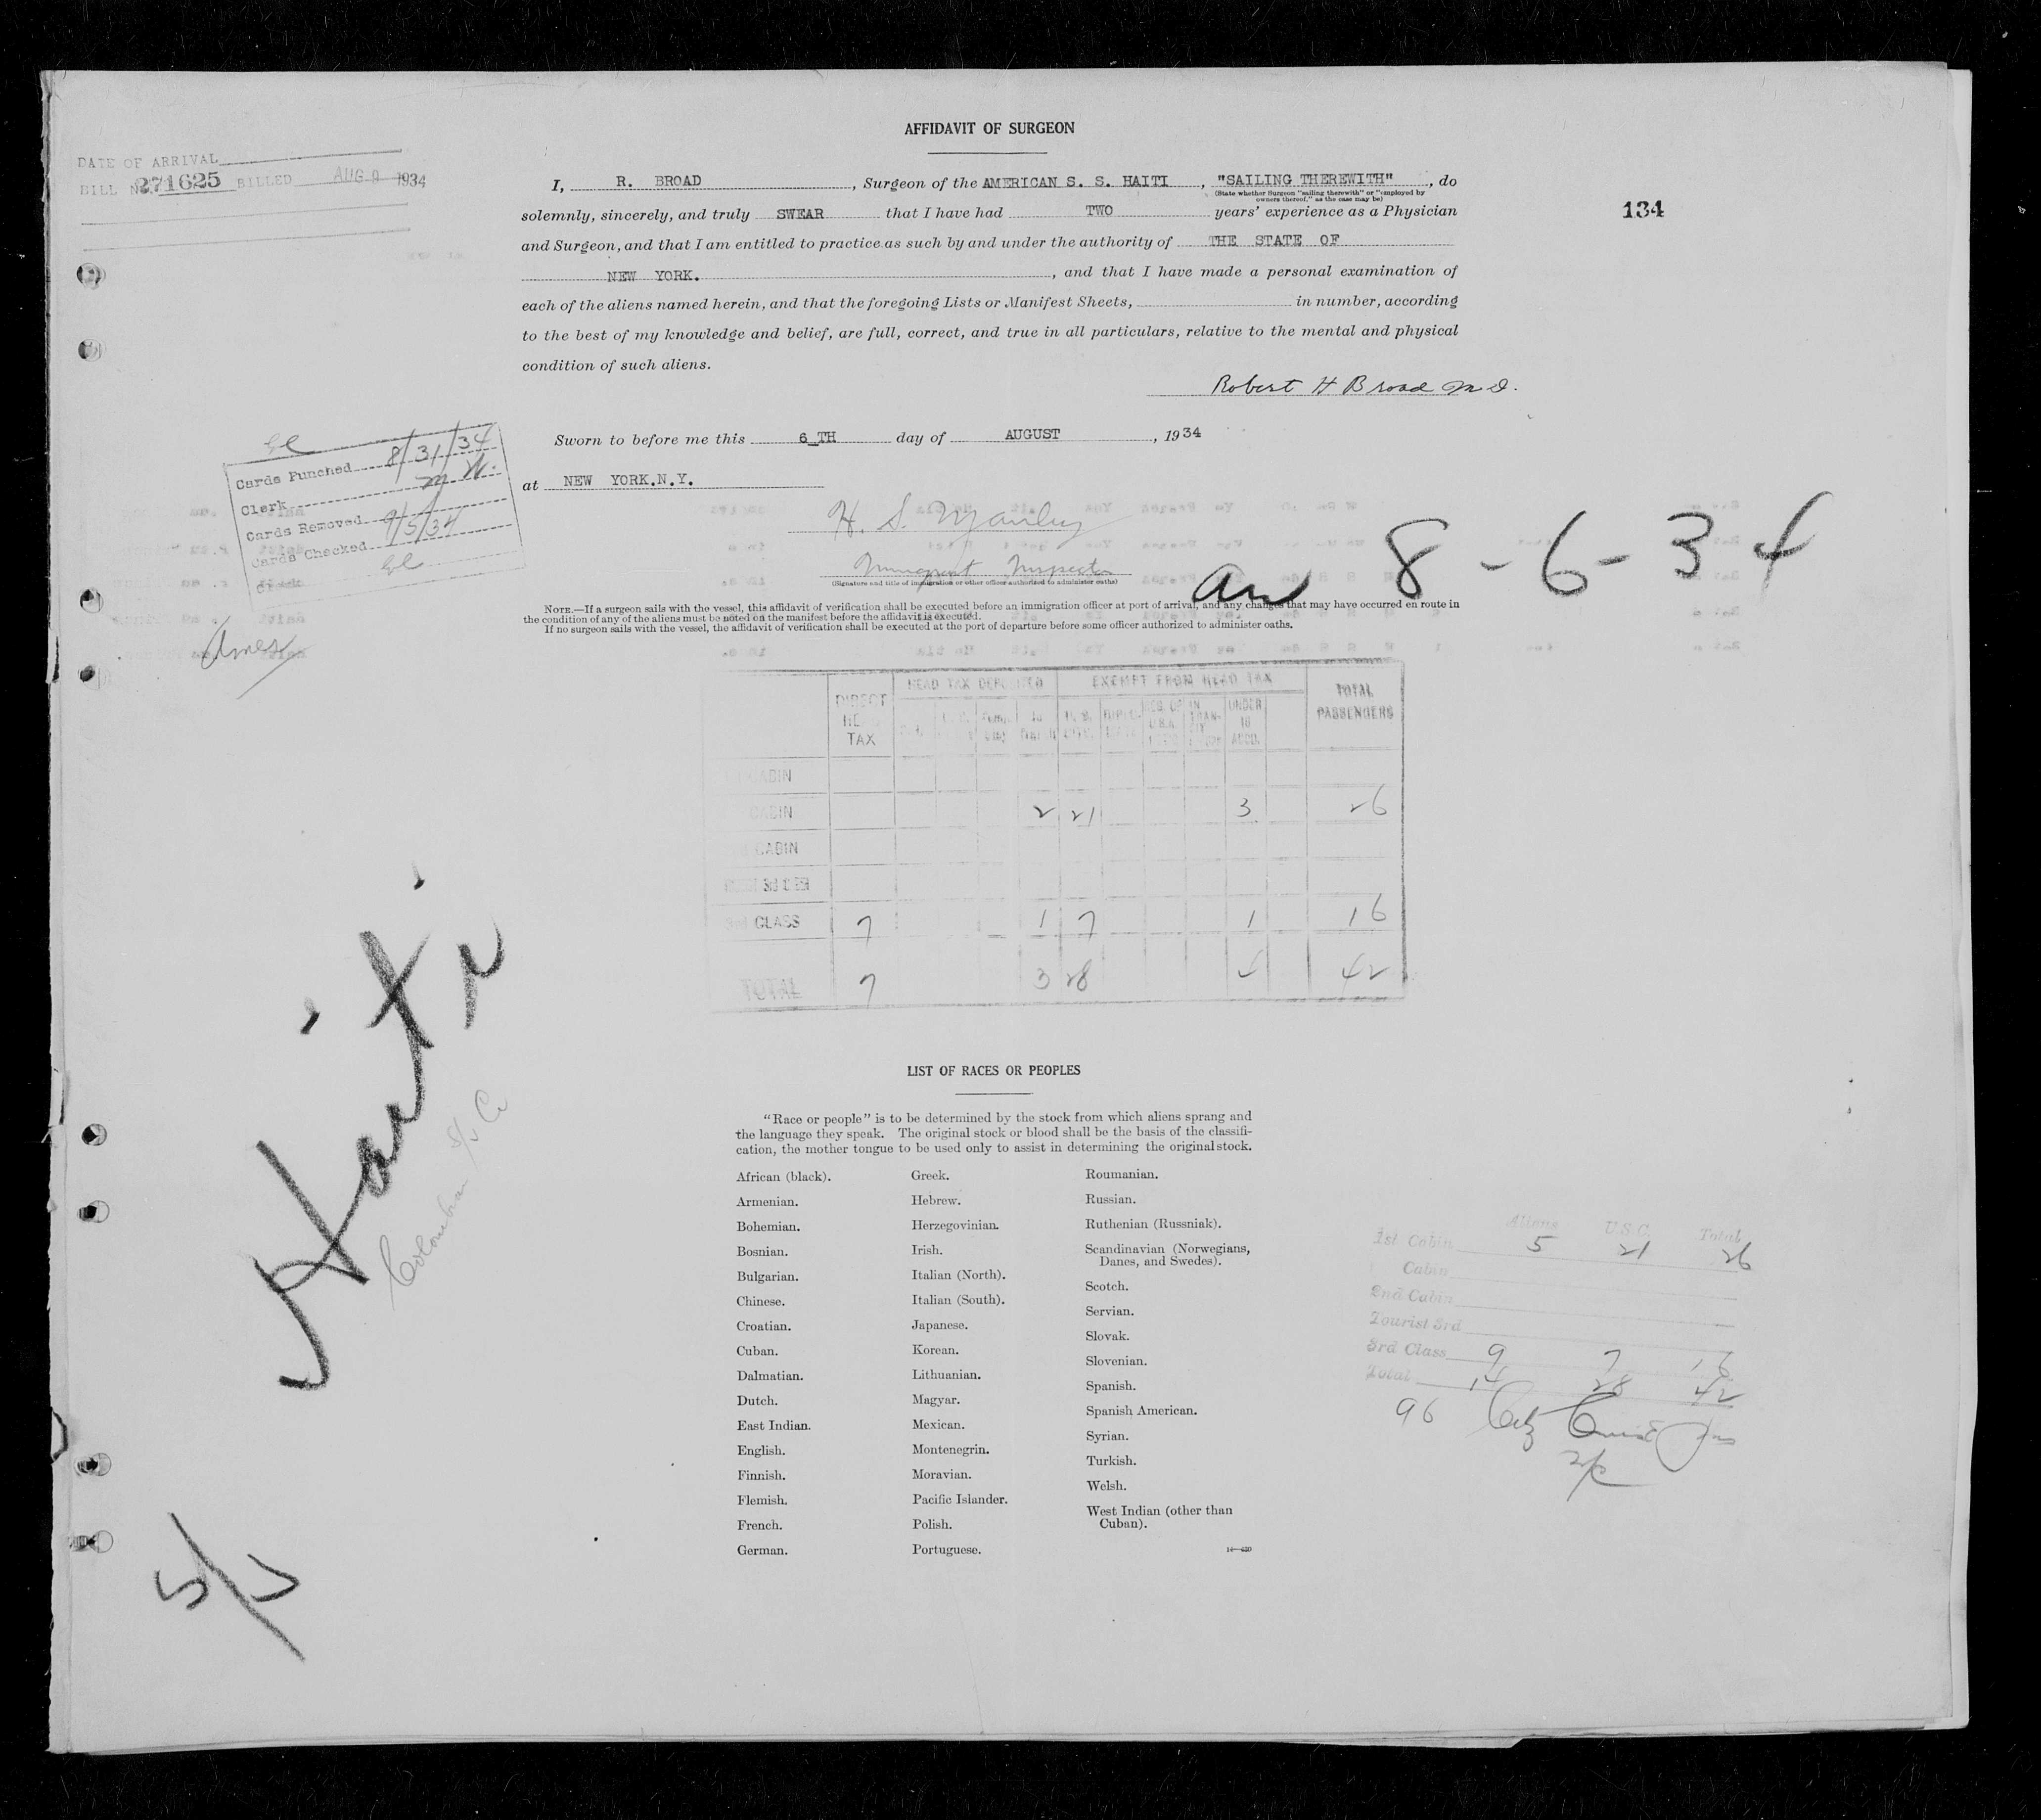 AFFIDAVIT OF SURGEON
DATE OF ARRIVAL
BILL No. 271625 BILLED AUG 9 1934
134
I, R. BROAD, Surgeon of the AMERICAN S. S. HAITI, "SAILING THEREWITH", do
(State whether Surgeon "sailing therewith" or "employed by
owners thereof," as the case may be)
solemnly, sincerely, and truly SWEAR that I have had TWO years' experience as a Physician
and Surgeon, and that I am entitled to practice as such by and under the authority of THE STATE OF
NEW YORK., and that I have made a personal examination of
each of the aliens named herein, and that the foregoing Lists or Manifest Sheets, in number, according
to the best of my knowledge and belief, are full, correct, and true in all particulars, relative to the mental and physical
condition of such aliens.
Robert H Broad M D.
Sworn to before me this 6 TH day of AUGUST, 1934
at NEW YORK.N.Y.
H. S. Manley
Immigrant Inspector
(Signature and title of immigration or other officer authorized to administer oaths)
Cards Punched 8/31/34
Clerk M W.
Cards Removed 9/5/34
Cards Checked
Clerk
8-6-34
NOTE.—If a surgeon sails with the vessel, this affidavit of verification shall be executed before an immigration officer at port of arrival, and any changes that may have occurred en route in
the condition of any of the aliens must be noted on the manifest before the affidavit is executed.
If no surgeon sails with the vessel, the affidavit of verification shall be executed at the port of departure before some officer authorized to administer oaths.
DIRECT HEAD TAX
HEAD TAX DEPOSITED
EXEMPT FROM HEAD TAX
TOTAL PASSENGERS
UNDER 16 ACCD.
CABIN
CABIN 2 21 3 26
CABIN
3rd CLASS 7 1 7 1 16
TOTAL 7 3 28 4 42
Haiti
Colombian S/S Co
LIST OF RACES OR PEOPLES
"Race or people" is to be determined by the stock from which aliens sprang and
the language they speak. The original stock or blood shall be the basis of the classifi-
cation, the mother tongue to be used only to assist in determining the original stock.
African (black).
Armenian.
Bohemian.
Bosnian.
Bulgarian.
Chinese.
Croatian.
Cuban.
Dalmatian.
Dutch.
East Indian.
English.
Finnish.
Flemish.
French.
German.
Greek.
Hebrew.
Herzegovinian.
Irish.
Italian (North).
Italian (South).
Japanese.
Korean.
Lithuanian.
Magyar.
Mexican.
Montenegrin.
Moravian.
Pacific Islander.
Polish.
Portuguese.
Roumanian.
Russian.
Ruthenian (Russniak).
Scandinavian (Norwegians,
Danes, and Swedes).
Scotch.
Servian.
Slovak.
Slovenian.
Spanish.
Spanish American.
Syrian.
Turkish.
Welsh.
West Indian (other than
Cuban).
Aliens U.S.C. Total
1st Cabin 5 21 26
Cabin
2nd Cabin
Tourist 3rd
3rd Class 9 7 16
Total 14 28 42
96